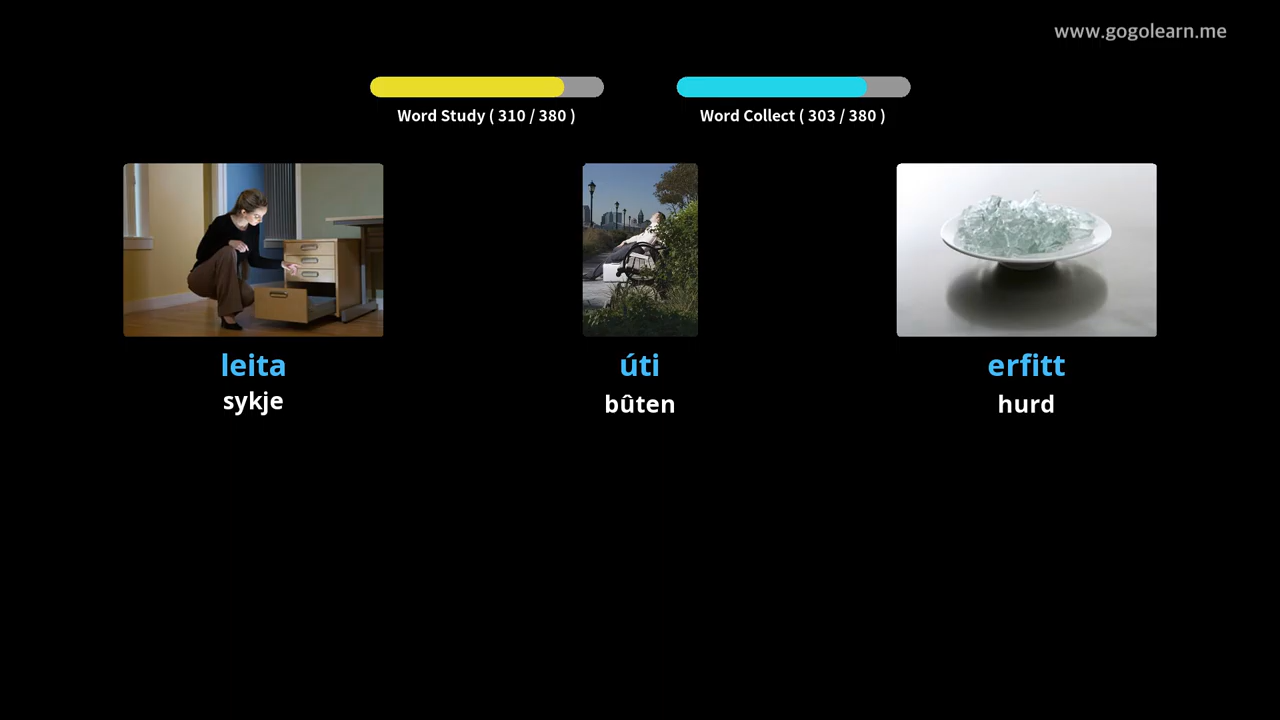 www.gogolearn.me
Word Study ( 310 / 380 )
Word Collect ( 303 / 380 )
leita
sykje
úti
bûten
erfitt
hurd